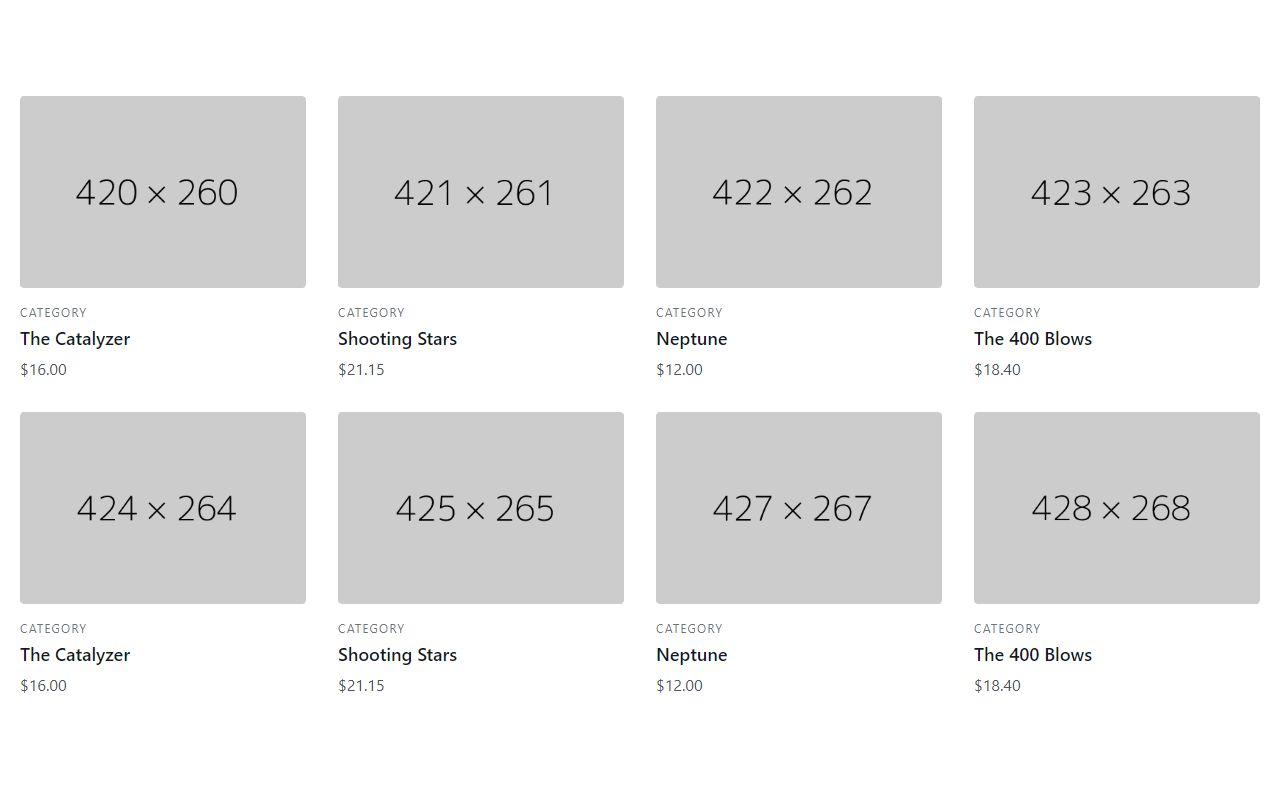 420 × 260
421 × 261
422 × 262
423 × 263
CATEGORY
The Catalyzer
$16.00
CATEGORY
Shooting Stars
$21.15
CATEGORY
Neptune
$12.00
CATEGORY
The 400 Blows
$18.40
424 × 264
425 × 265
427 × 267
428 × 268
CATEGORY
The Catalyzer
$16.00
CATEGORY
Shooting Stars
$21.15
CATEGORY
Neptune
$12.00
CATEGORY
The 400 Blows
$18.40